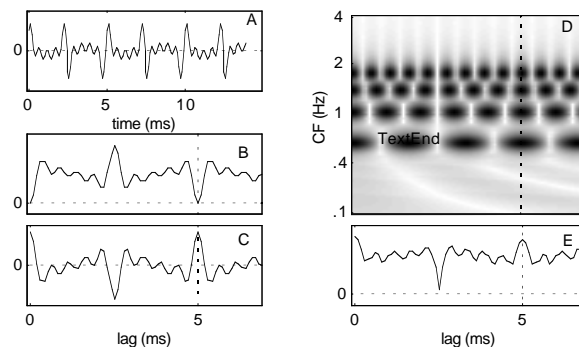 A
0
0 5 10
time (ms)
B
0
C
0
0 5
lag (ms)
D
4
2
1
.4
.1
CF (Hz)
TextEnd
E
0
0 5
lag (ms)